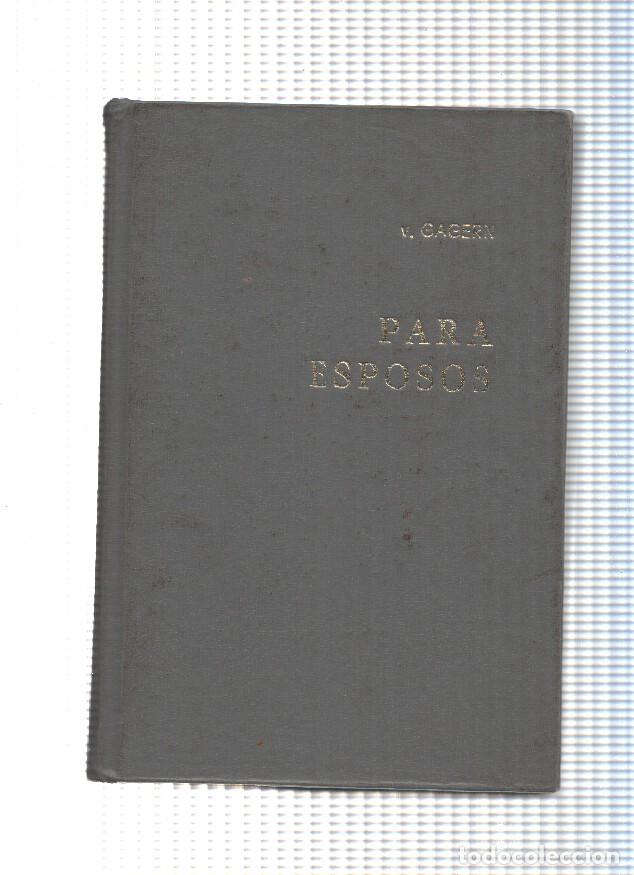 v. GAGERN
PARA
ESPOSOS
todocoleccion